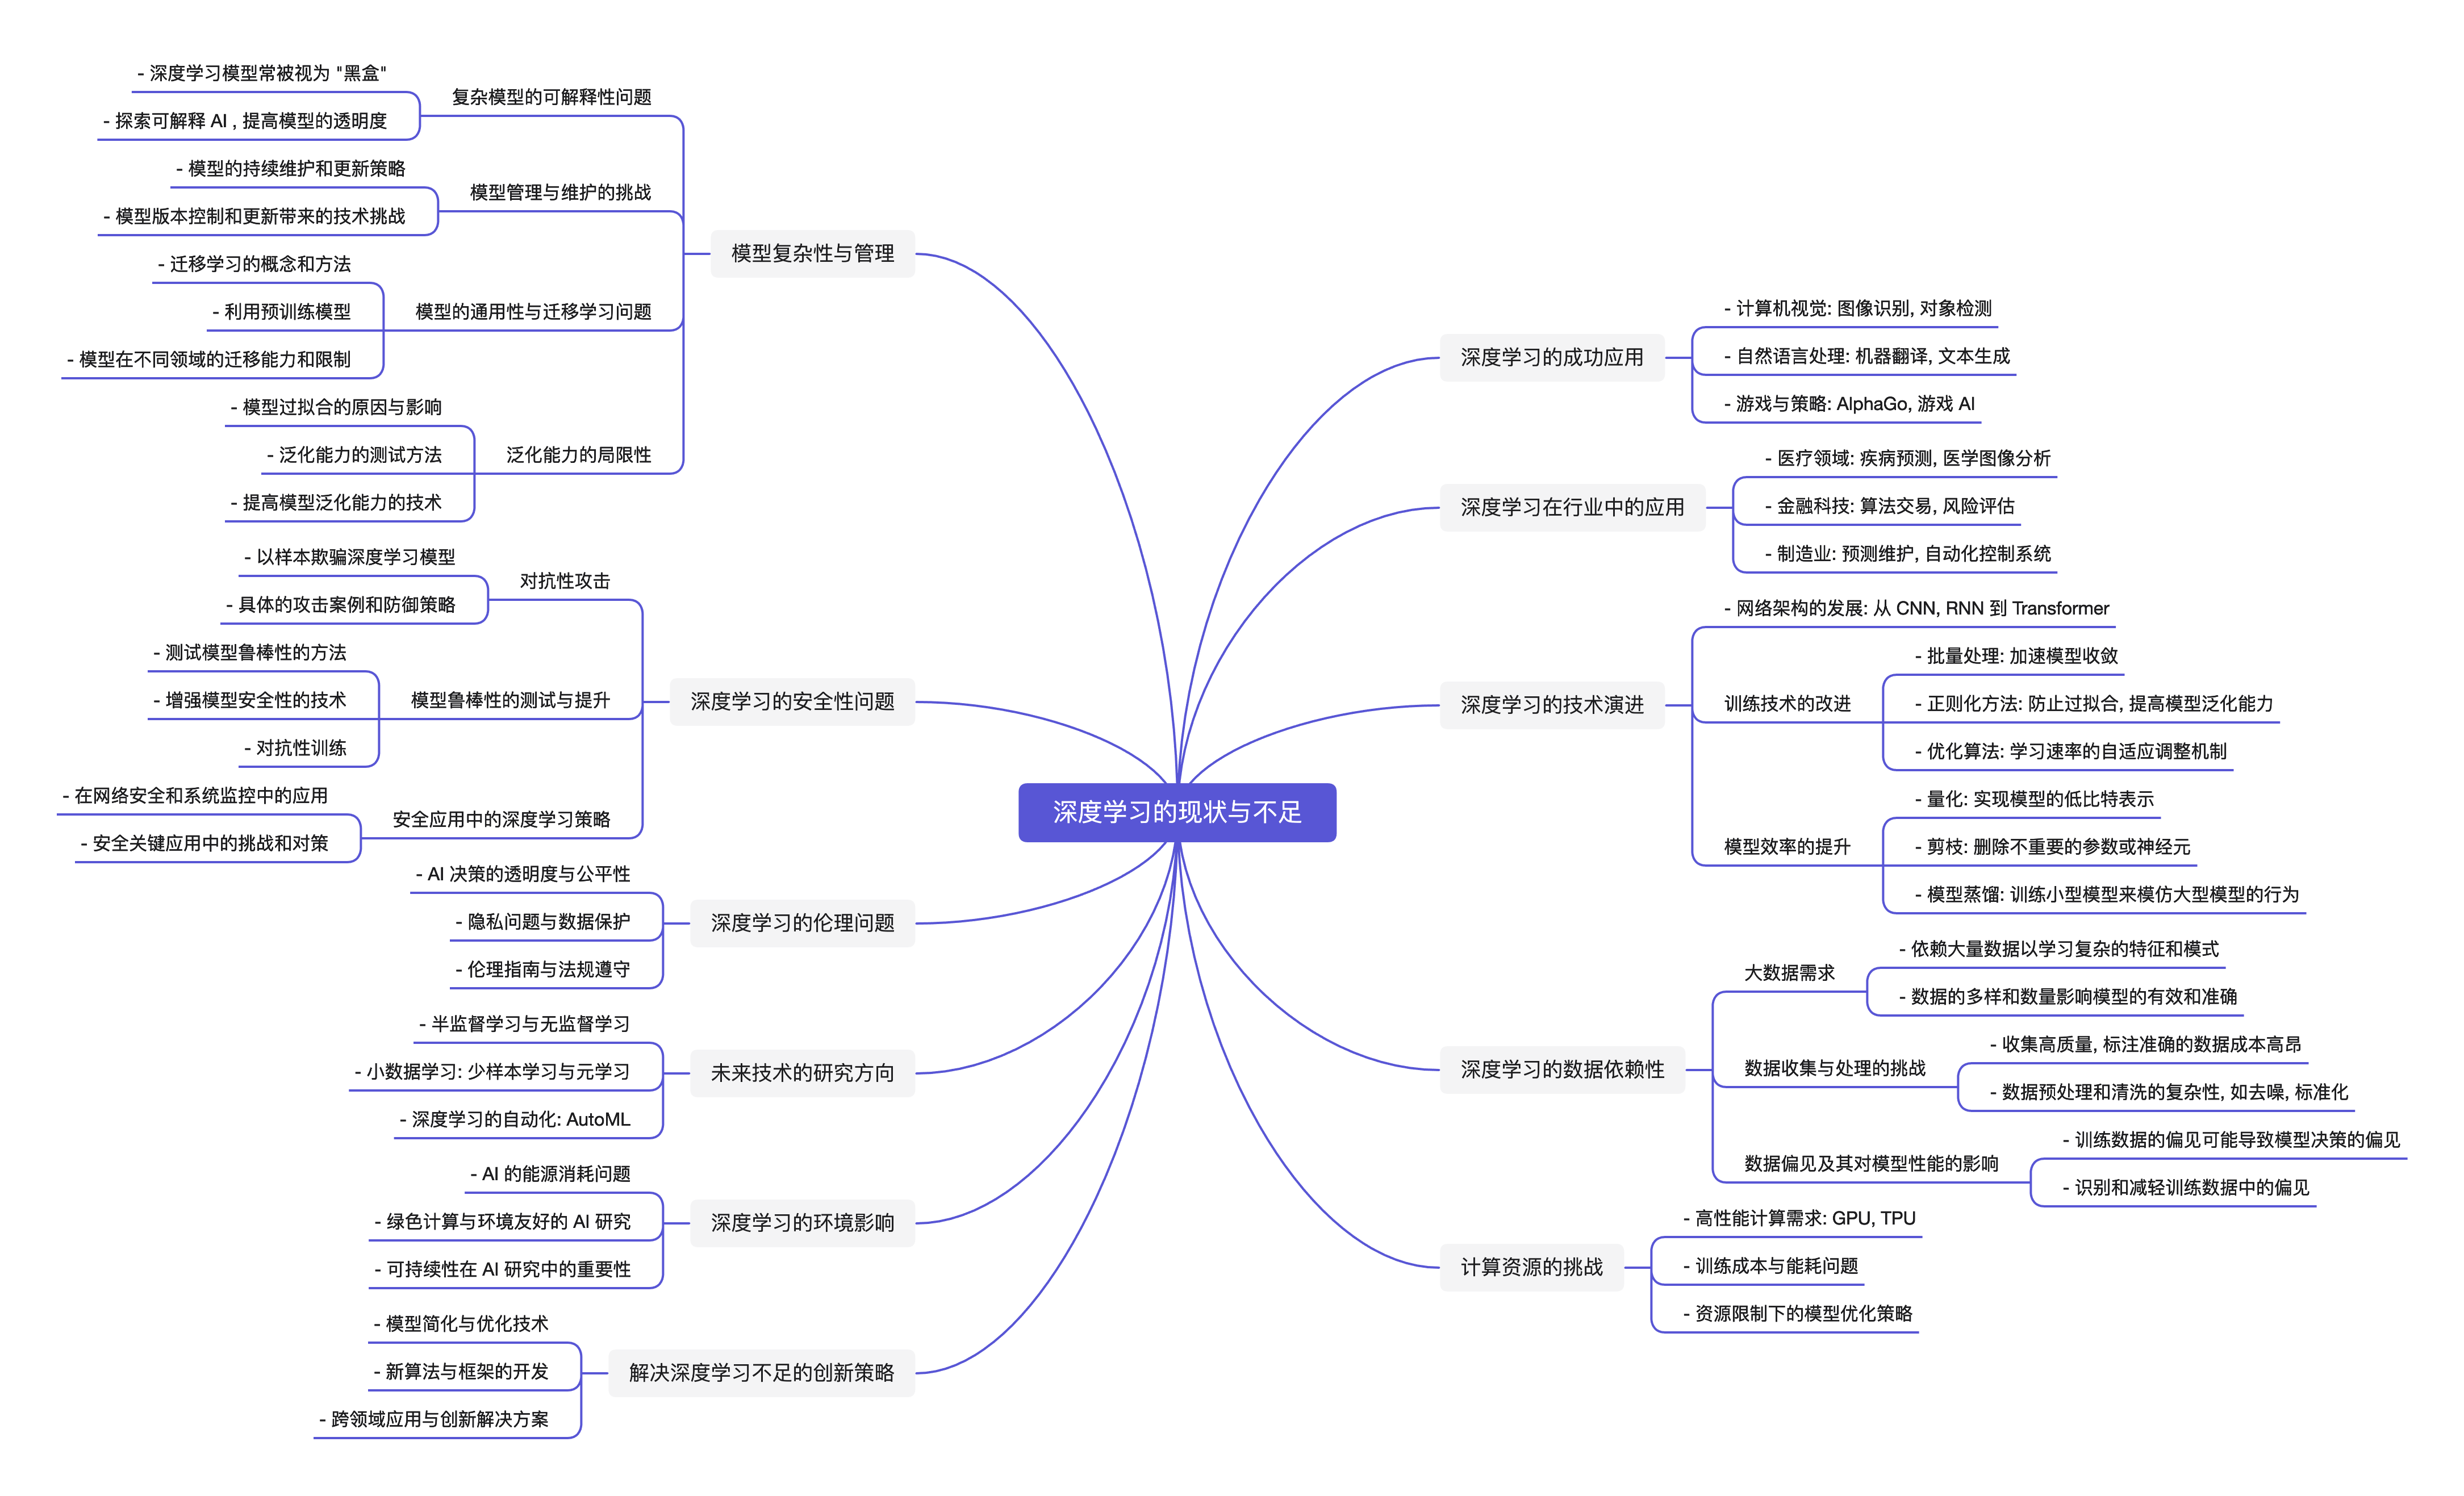 深度学习的现状与不足
深度学习的成功应用
- 计算机视觉: 图像识别, 对象检测
- 自然语言处理: 机器翻译, 文本生成
- 游戏与策略: AlphaGo, 游戏 AI
深度学习在行业中的应用
- 医疗领域: 疾病预测, 医学图像分析
- 金融科技: 算法交易, 风险评估
- 制造业: 预测维护, 自动化控制系统
深度学习的技术演进
- 网络架构的发展: 从 CNN, RNN 到 Transformer
训练技术的改进
- 批量处理: 加速模型收敛
- 正则化方法: 防止过拟合, 提高模型泛化能力
- 优化算法: 学习速率的自适应调整机制
模型效率的提升
- 量化: 实现模型的低比特表示
- 剪枝: 删除不重要的参数或神经元
- 模型蒸馏: 训练小型模型来模仿大型模型的行为
深度学习的数据依赖性
大数据需求
- 依赖大量数据以学习复杂的特征和模式
- 数据的多样和数量影响模型的有效和准确
数据收集与处理的挑战
- 收集高质量, 标注准确的数据成本高昂
- 数据预处理和清洗的复杂性, 如去噪, 标准化
数据偏见及其对模型性能的影响
- 训练数据的偏见可能导致模型决策的偏见
- 识别和减轻训练数据中的偏见
计算资源的挑战
- 高性能计算需求: GPU, TPU
- 训练成本与能耗问题
- 资源限制下的模型优化策略
模型复杂性与管理
复杂模型的可解释性问题
- 深度学习模型常被视为 "黑盒"
- 探索可解释 AI , 提高模型的透明度
模型管理与维护的挑战
- 模型的持续维护和更新策略
- 模型版本控制和更新带来的技术挑战
模型的通用性与迁移学习问题
- 迁移学习的概念和方法
- 利用预训练模型
- 模型在不同领域的迁移能力和限制
泛化能力的局限性
- 模型过拟合的原因与影响
- 泛化能力的测试方法
- 提高模型泛化能力的技术
深度学习的安全性问题
对抗性攻击
- 以样本欺骗深度学习模型
- 具体的攻击案例和防御策略
模型鲁棒性的测试与提升
- 测试模型鲁棒性的方法
- 增强模型安全性的技术
- 对抗性训练
安全应用中的深度学习策略
- 在网络安全和系统监控中的应用
- 安全关键应用中的挑战和对策
深度学习的伦理问题
- AI 决策的透明度与公平性
- 隐私问题与数据保护
- 伦理指南与法规遵守
未来技术的研究方向
- 半监督学习与无监督学习
- 小数据学习: 少样本学习与元学习
- 深度学习的自动化: AutoML
深度学习的环境影响
- AI 的能源消耗问题
- 绿色计算与环境友好的 AI 研究
- 可持续性在 AI 研究中的重要性
解决深度学习不足的创新策略
- 模型简化与优化技术
- 新算法与框架的开发
- 跨领域应用与创新解决方案